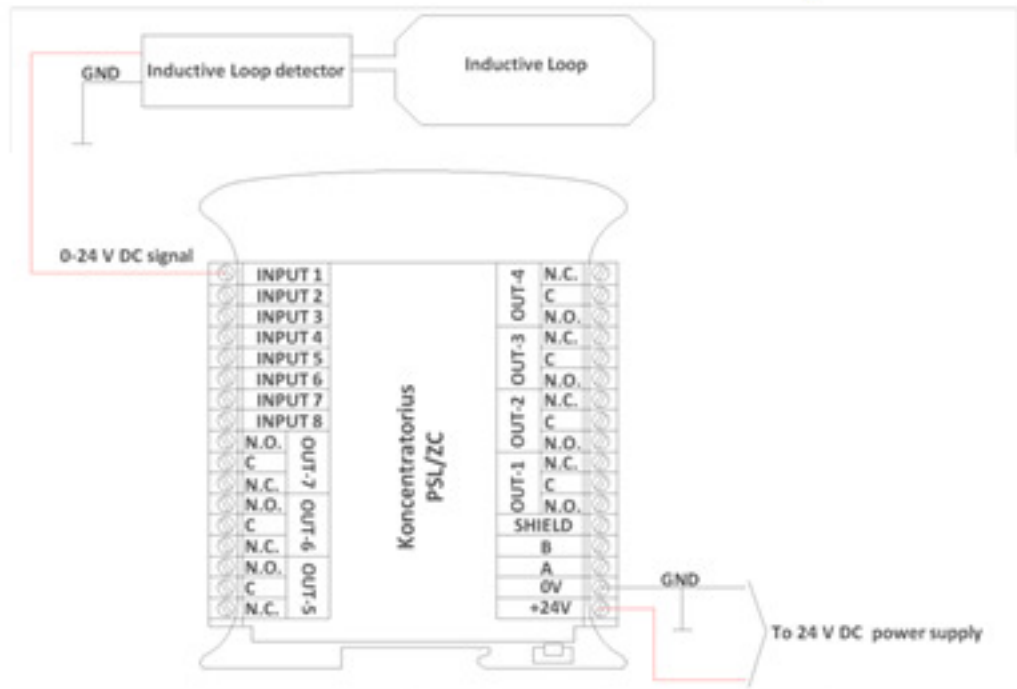 GND
Inductive Loop detector
Inductive Loop
0-24 V DC signal
INPUT 1
INPUT 2
INPUT 3
INPUT 4
INPUT 5
INPUT 6
INPUT 7
INPUT 8
N.O.
C
N.C.
OUT-7
N.O.
C
N.C.
OUT-6
N.O.
C
N.C.
OUT-5
Koncentratorius
PSL/ZC
OUT-4
N.C.
C
N.O.
OUT-3
N.C.
C
N.O.
OUT-2
N.C.
C
N.O.
OUT-1
N.C.
C
N.O.
SHIELD
B
A
0V
+24V
GND
To 24 V DC power supply